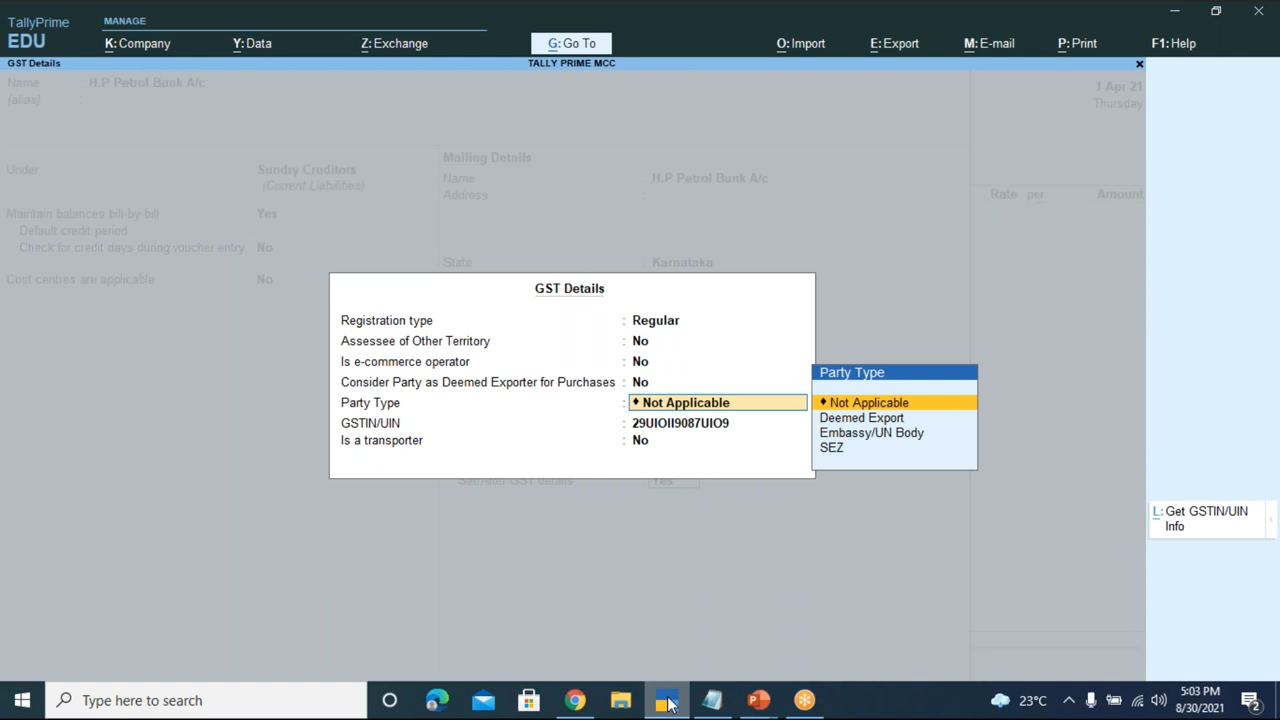 TallyPrime
EDU
MANAGE
K: Company
Y: Data
Z: Exchange
G: Go To
O: Import
E: Export
M: E-mail
P: Print
F1: Help
GST Details
TALLY PRIME MCC
×
Name : H.P Petrol Bunk A/c
(alias) :
1-Apr-21
Thursday
Under
Sundry Creditors
(Current Liabilities)
Maintain balances bill-by-bill : Yes
Default credit period :
Check for credit days during voucher entry : No
Cost centres are applicable : No
Mailing Details
Name : H.P Petrol Bunk A/c
Address :
State : Karnataka
Rate per
Amount
GST Details
Registration type : Regular
Assessee of Other Territory : No
Is e-commerce operator : No
Consider Party as Deemed Exporter for Purchases : No
Party Type : ♦ Not Applicable
GSTIN/UIN : 29UIOII9087UIO9
Is a transporter : No
Set/Alter GST details : Yes
Party Type
♦ Not Applicable
Deemed Export
Embassy/UN Body
SEZ
L: Get GSTIN/UIN
Info
Type here to search
23°C
5:03 PM
8/30/2021
2